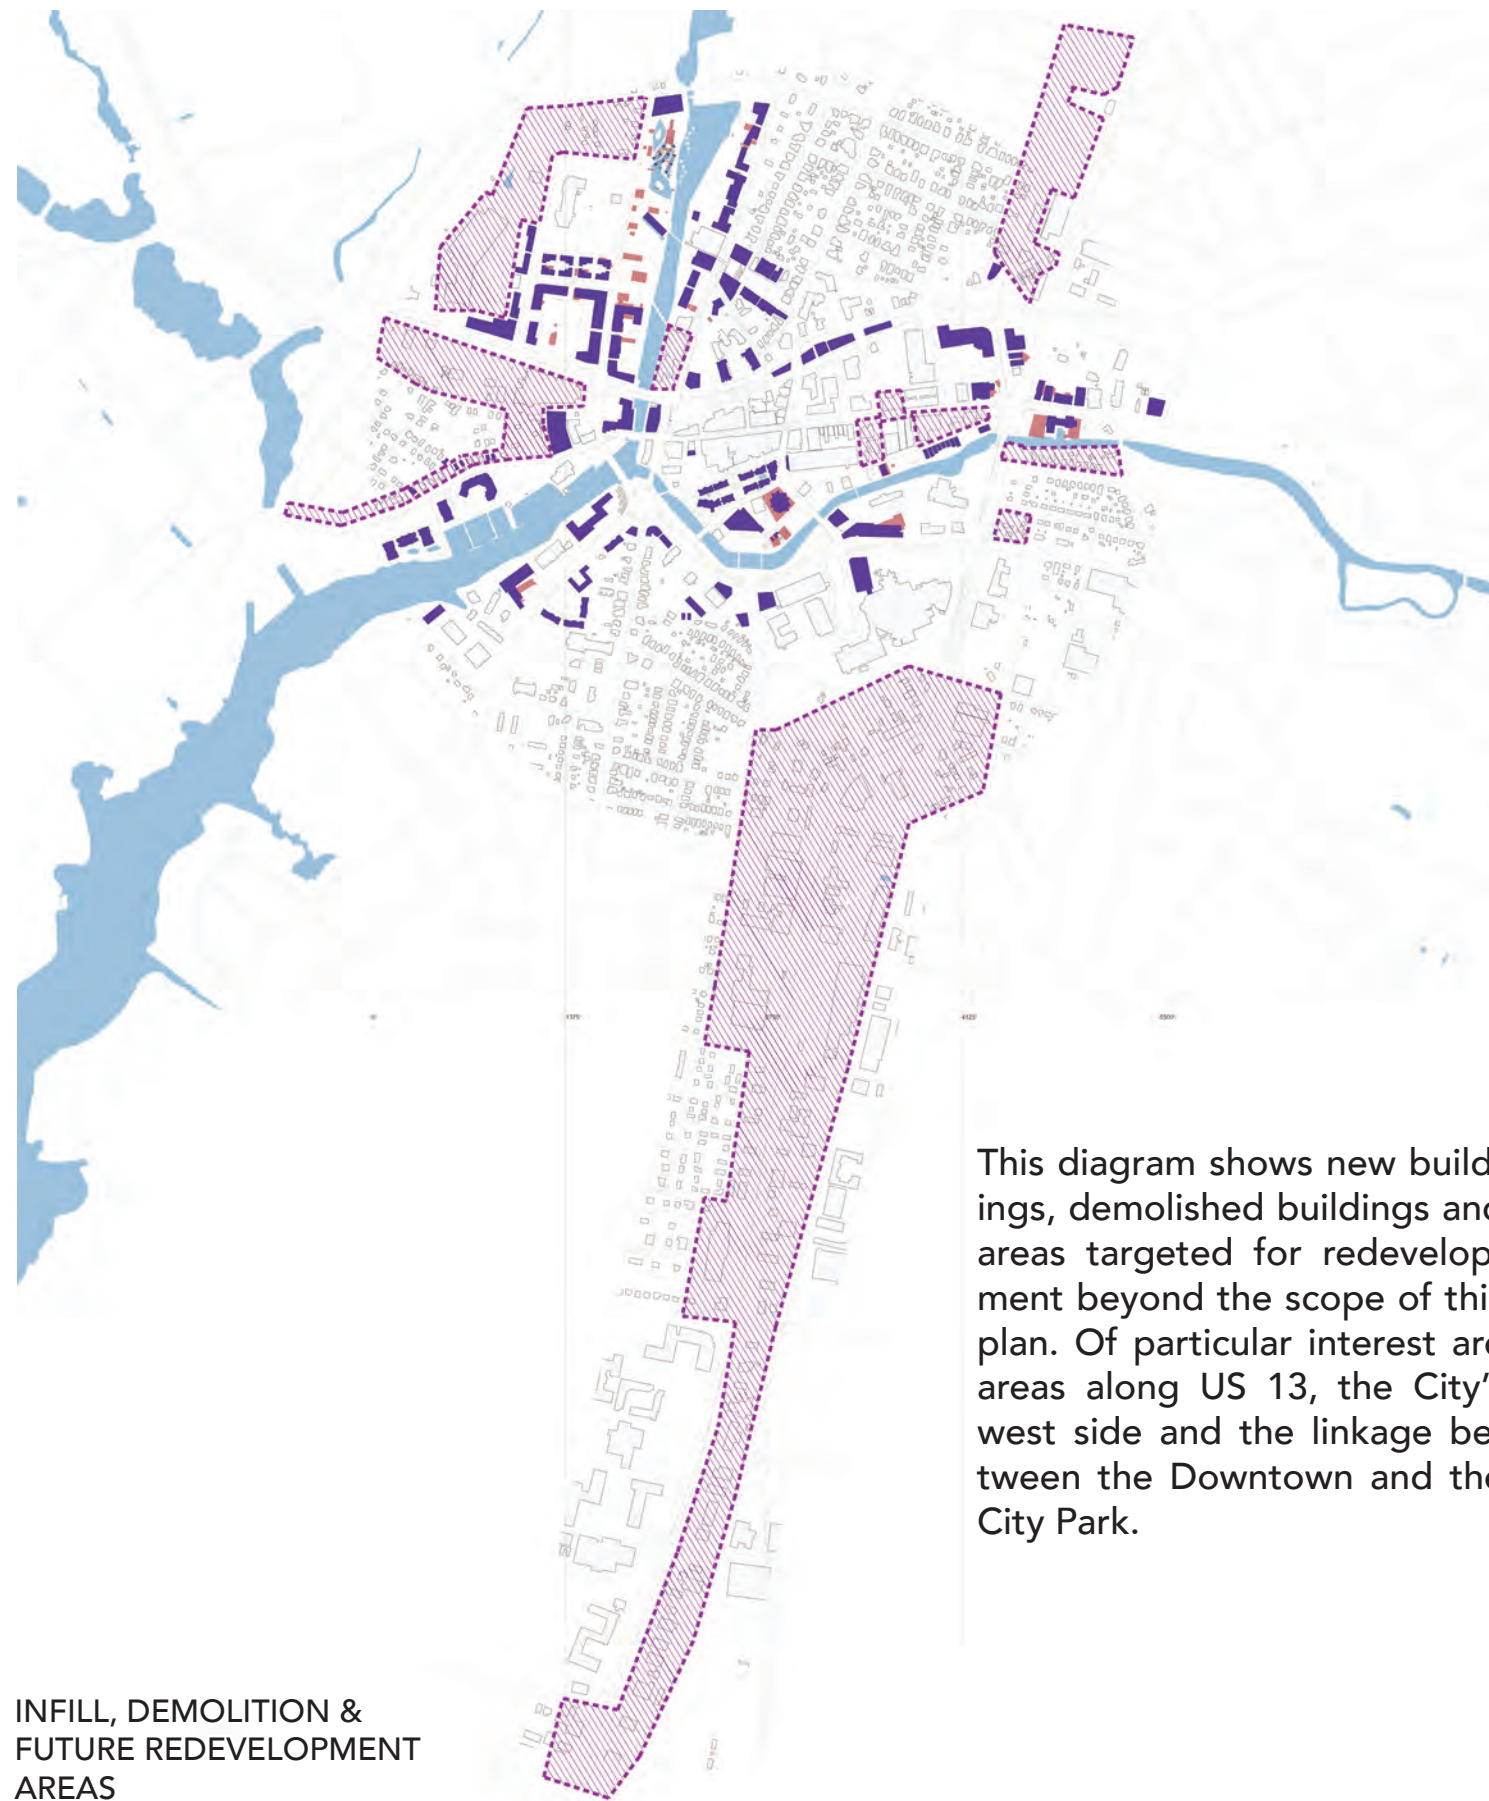 This diagram shows new build
ings, demolished buildings and
areas targeted for redevelop
ment beyond the scope of thi
plan. Of particular interest are
areas along US 13, the City'
west side and the linkage be
tween the Downtown and the
City Park.
INFILL, DEMOLITION &
FUTURE REDEVELOPMENT
AREAS